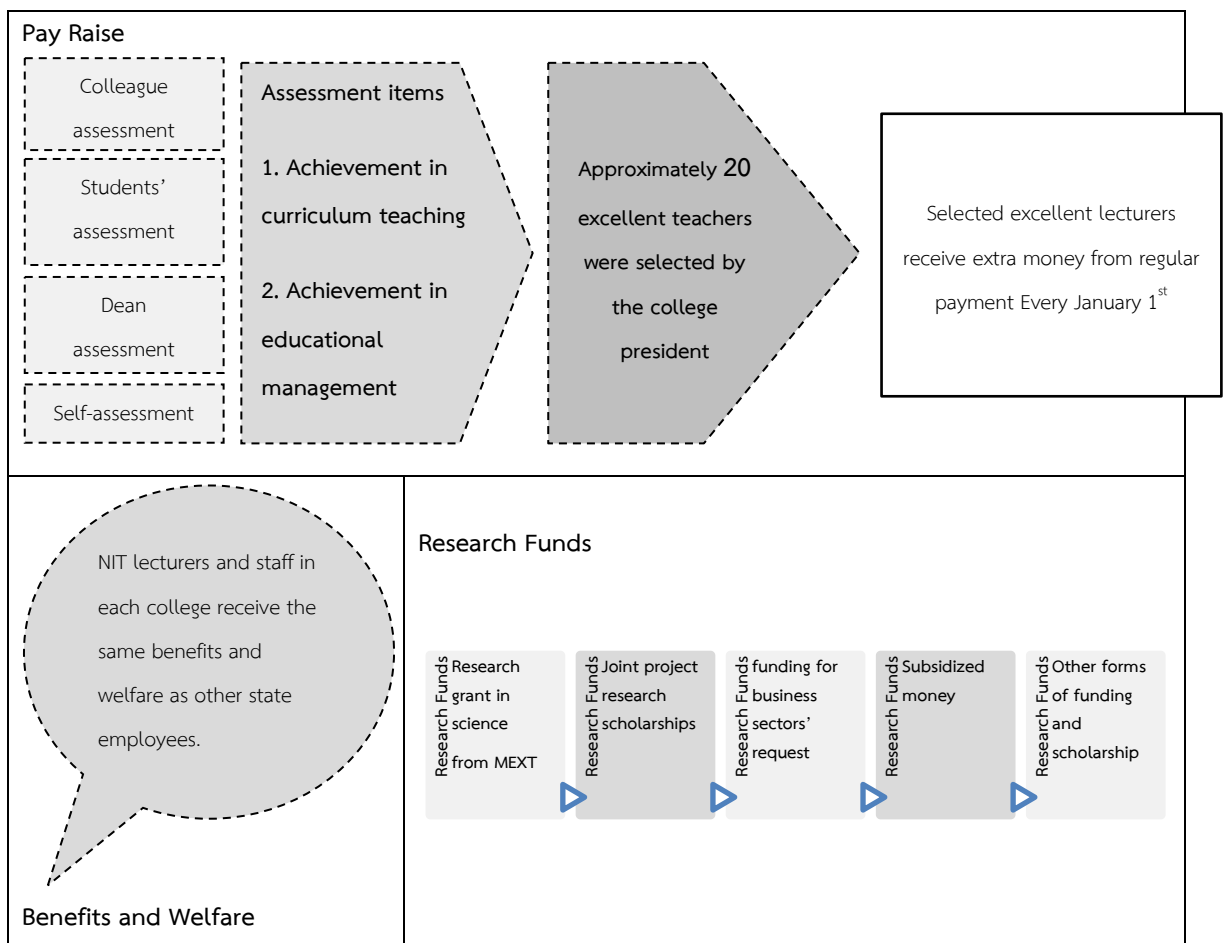 Pay Raise
Colleague
assessment
Students’
assessment
Dean
assessment
Self-assessment
Assessment items
1. Achievement in
curriculum teaching
2. Achievement in
educational
management
Approximately 20
excellent teachers
were selected by
the college
president
Selected excellent lecturers
receive extra money from regular
payment Every January 1st
NIT lecturers and staff in
each college receive the
same benefits and
welfare as other state
employees.
Benefits and Welfare
Research Funds
Research Funds
Research
grant in
science
from MEXT
Research Funds
Joint project
research
scholarships
Research Funds
funding for
business
sectors’
request
Research Funds
Subsidized
money
Research Funds
Other forms
of funding
and
scholarship